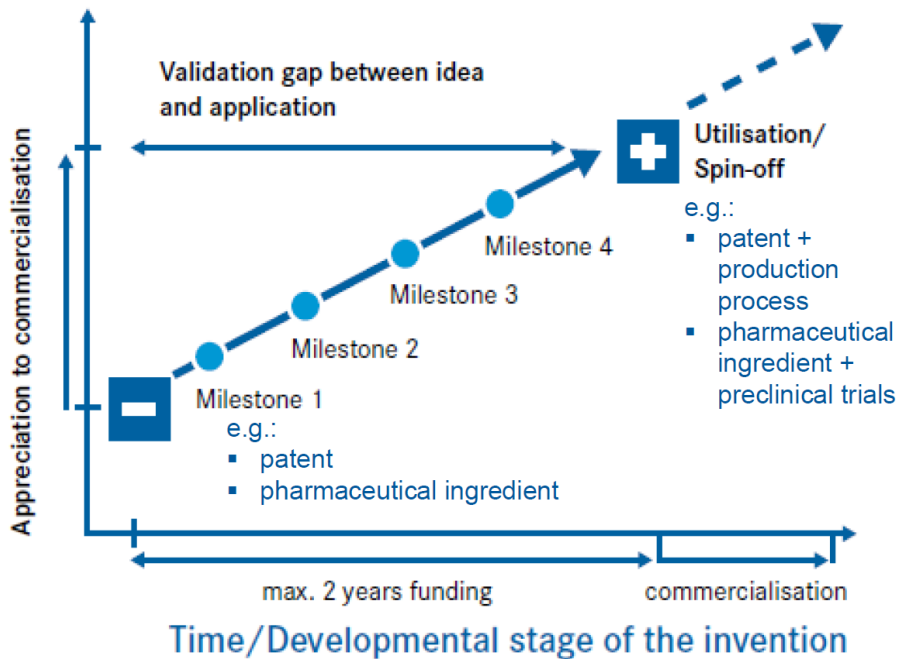 Validation gap between idea
and application
Appreciation to commercialisation
Utilisation/
Spin-off
e.g.:
▪ patent +
production
process
▪ pharmaceutical
ingredient +
preclinical trials
Milestone 4
Milestone 3
Milestone 2
Milestone 1
e.g.:
▪ patent
▪ pharmaceutical ingredient
max. 2 years funding
commercialisation
Time/Developmental stage of the invention